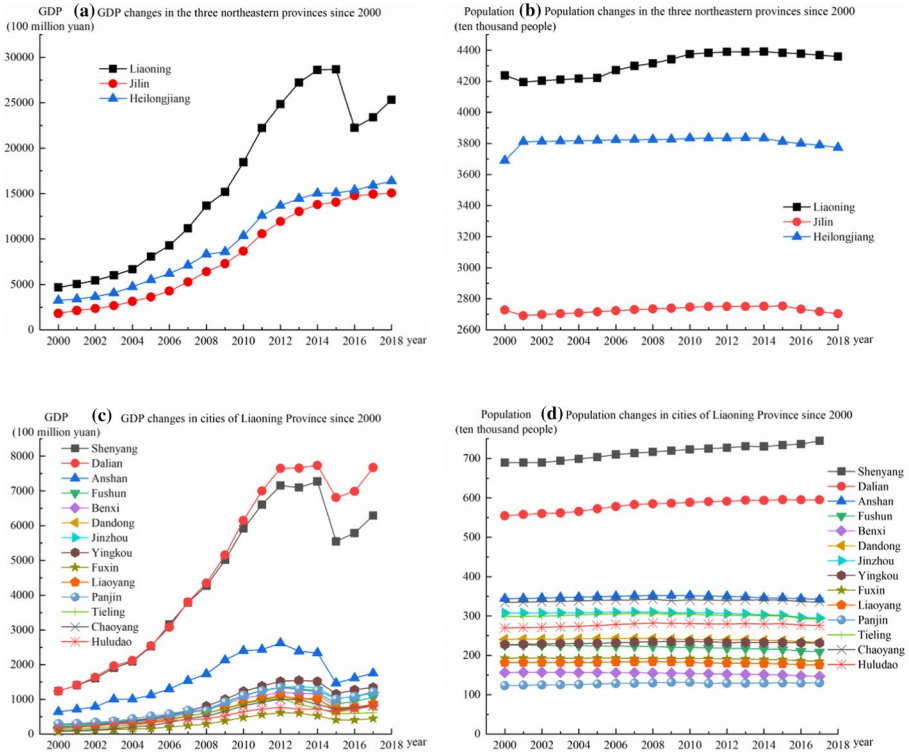 GDP (a) GDP changes in the three northeastern provinces since 2000
(100 million yuan)
30000
25000
20000
15000
10000
5000
0
Liaoning
Jilin
Heilongjiang
2000 2002 2004 2006 2008 2010 2012 2014 2016 2018 year
Population (b) Population changes in the three northeastern provinces since 2000
(ten thousand people)
4400
4200
4000
3800
3600
3400
3200
3000
2800
2600
Liaoning
Jilin
Heilongjiang
2000 2002 2004 2006 2008 2010 2012 2014 2016 2018 year
GDP (c) GDP changes in cities of Liaoning Province since 2000
(100 million yuan)
8000
7000
6000
5000
4000
3000
2000
1000
0
Shenyang
Dalian
Anshan
Fushun
Benxi
Dandong
Jinzhou
Yingkou
Fuxin
Liaoyang
Panjin
Tieling
Chaoyang
Huludao
2000 2002 2004 2006 2008 2010 2012 2014 2016 2018 year
Population (d) Population changes in cities of Liaoning Province since 2000
(ten thousand people)
700
600
500
400
300
200
100
0
Shenyang
Dalian
Anshan
Fushun
Benxi
Dandong
Jinzhou
Yingkou
Fuxin
Liaoyang
Panjin
Tieling
Chaoyang
Huludao
2000 2002 2004 2006 2008 2010 2012 2014 2016 2018 year